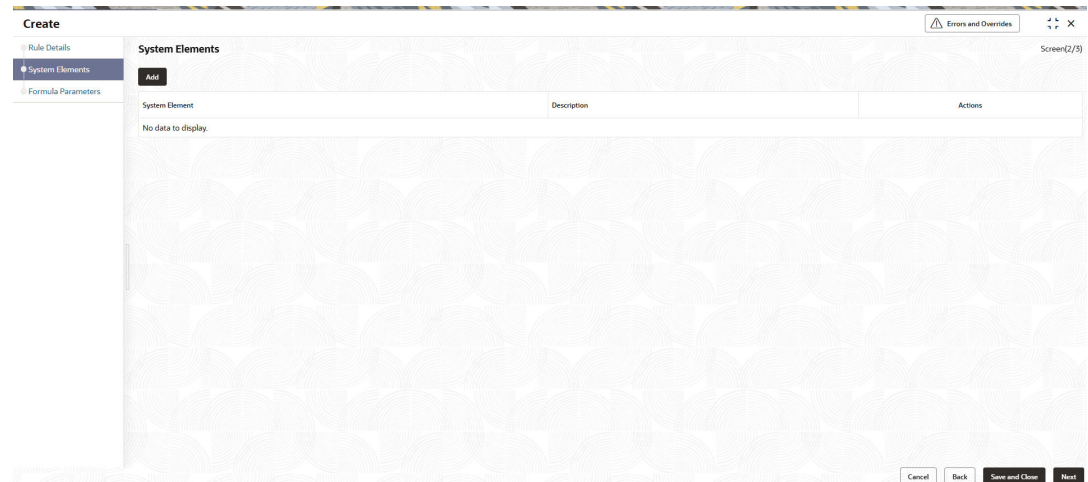 Create
Errors and Overrides
Rule Details
System Elements
Formula Parameters
System Elements
Screen(2/3)
Add
System Element Description Actions
No data to display.
Cancel Back Save and Close Next